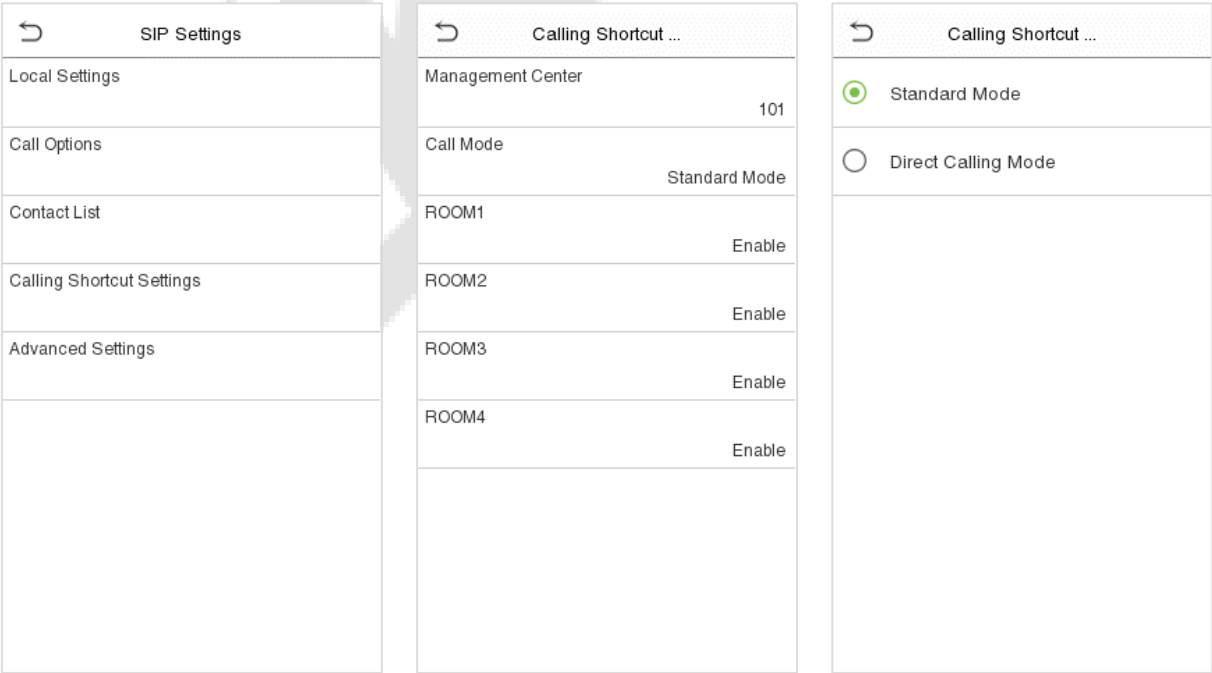 SIP Settings
Local Settings
Call Options
Contact List
Calling Shortcut Settings
Advanced Settings
Calling Shortcut ...
Management Center
101
Call Mode
Standard Mode
ROOM1
Enable
ROOM2
Enable
ROOM3
Enable
ROOM4
Enable
Calling Shortcut ...
Standard Mode
Direct Calling Mode